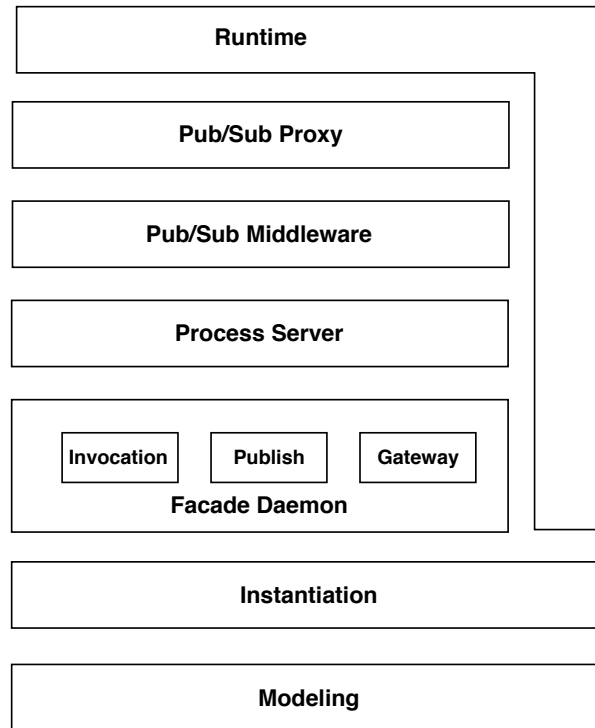 Runtime
Pub/Sub Proxy
Pub/Sub Middleware
Process Server
Invocation Publish Gateway
Facade Daemon
Instantiation
Modeling